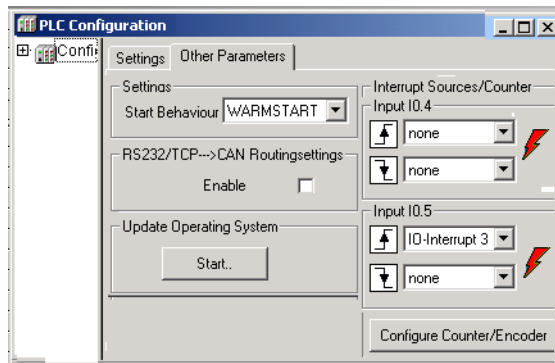 PLC Configuration
Confi
Settings
Other Parameters
Settings
Start Behaviour WARMSTART
RS232/TCP--->CAN Routingsettings
Enable
Update Operating System
Start..
Interrupt Sources/Counter
Input I0.4
none
none
Input I0.5
IO-Interrupt 3
none
Configure Counter/Encoder